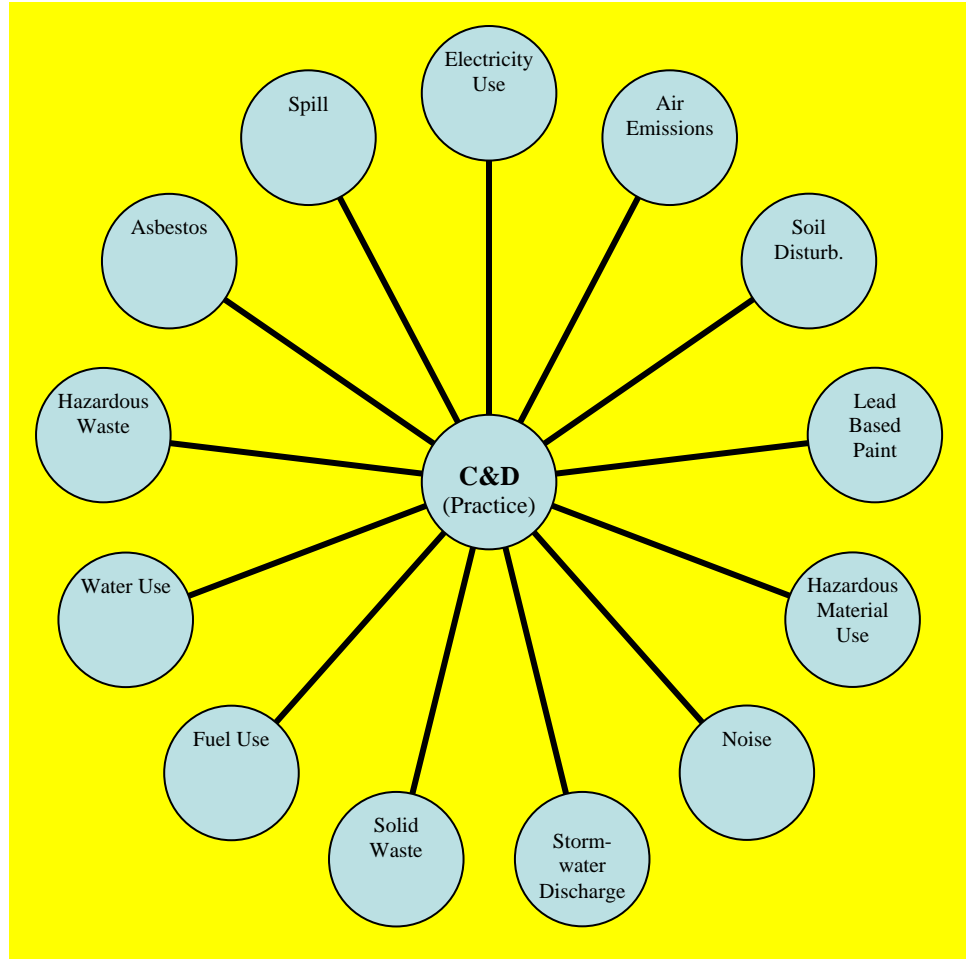 Electricity
Use
Air
Emissions
Soil
Disturb.
Lead
Based
Paint
Hazardous
Material
Use
Noise
Storm-
water
Discharge
Solid
Waste
Fuel Use
Water Use
Hazardous
Waste
Asbestos
Spill
C&D
(Practice)